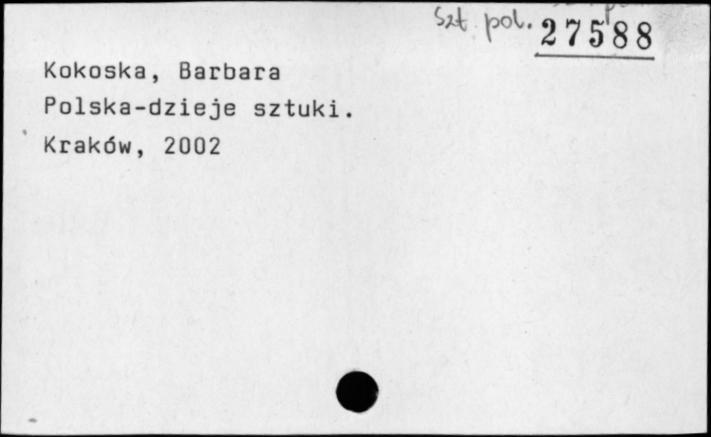 Szt. pol. 27588
Kokoska, Barbara
Polska-dzieje sztuki.
Kraków, 2002